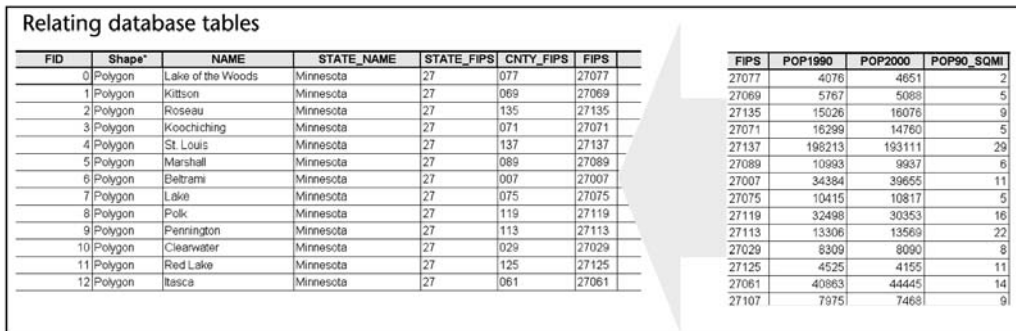 Relating database tables
FID Shape* NAME STATE_NAME STATE_FIPS CNTY_FIPS FIPS
0 Polygon Lake of the Woods Minnesota 27 077 27077
1 Polygon Kittson Minnesota 27 069 27069
2 Polygon Roseau Minnesota 27 135 27135
3 Polygon Koochiching Minnesota 27 071 27071
4 Polygon St. Louis Minnesota 27 137 27137
5 Polygon Marshall Minnesota 27 089 27089
6 Polygon Beltrami Minnesota 27 007 27007
7 Polygon Lake Minnesota 27 075 27075
8 Polygon Polk Minnesota 27 119 27119
9 Polygon Pennington Minnesota 27 113 27113
10 Polygon Clearwater Minnesota 27 029 27029
11 Polygon Red Lake Minnesota 27 125 27125
12 Polygon Itasca Minnesota 27 061 27061
FIPS POP1990 POP2000 POP90_SQMI
27077 4076 4651 2
27069 5767 5088 5
27135 15026 16076 9
27071 16299 14760 5
27137 198213 193111 29
27089 10993 9937 6
27007 34384 39655 11
27075 10415 10817 5
27119 32498 30353 16
27113 13306 13569 22
27029 8309 8090 8
27125 4525 4155 11
27061 40863 44445 14
27107 7975 7468 9